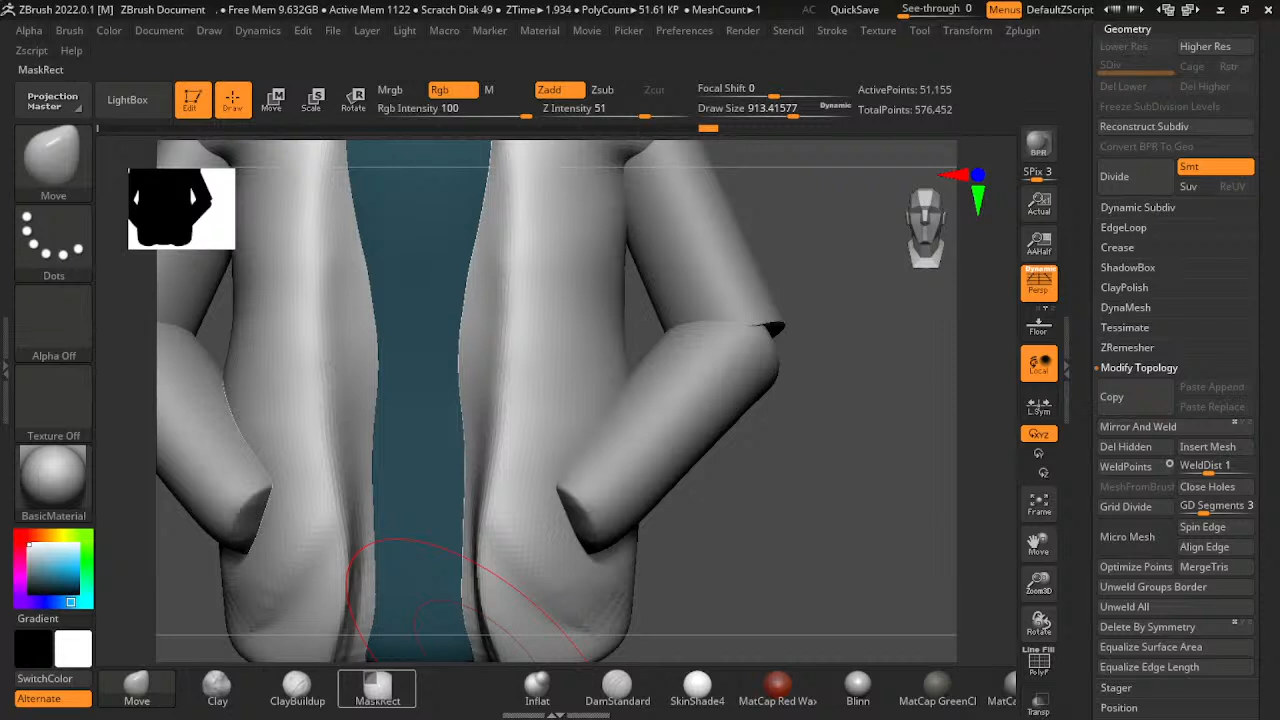 ZBrush 2022.0.1 [M]
ZBrush Document
. • Free Mem 9.632GB • Active Mem 1122 • Scratch Disk 49 • ZTime▸1.934 • PolyCount▸51.61 KP • MeshCount▸1
AC
QuickSave
See-through 0
Menus
DefaultZScript
Alpha Brush Color Document Draw Dynamics Edit File Layer Light Macro Marker Material Movie Picker Preferences Render Stencil Stroke Texture Tool Transform Zplugin
Zscript Help
MaskRect
Projection Master
LightBox
Edit
Draw
Move
Scale
Rotate
Mrgb
Rgb
M
Rgb Intensity 100
Zadd
Zsub
Zcut
Z Intensity 51
Focal Shift 0
Draw Size 913.41577
Dynamic
ActivePoints: 51,155
TotalPoints: 576,452
Move
Dots
Alpha Off
Texture Off
BasicMaterial
Gradient
SwitchColor
Alternate
BPR
SPix 3
Actual
AAHalf
Dynamic
Persp
Floor
Local
L.Sym
XYZ
Frame
Move
Zoom3D
Rotate
Line Fill
PolyF
Transp
Geometry
Lower Res
Higher Res
SDiv
Cage
Rstr
Del Lower
Del Higher
Freeze SubDivision Levels
Reconstruct Subdiv
Convert BPR To Geo
Divide
Smt
Suv
ReUV
Dynamic Subdiv
EdgeLoop
Crease
ShadowBox
ClayPolish
DynaMesh
Tessimate
ZRemesher
Modify Topology
Copy
Paste Append
Paste Replace
Mirror And Weld
Del Hidden
Insert Mesh
WeldPoints
WeldDist 1
MeshFromBrush
Close Holes
Grid Divide
GD Segments 3
Micro Mesh
Spin Edge
Align Edge
Optimize Points
MergeTris
Unweld Groups Border
Unweld All
Delete By Symmetry
Equalize Surface Area
Equalize Edge Length
Stager
Position
Move
Clay
ClayBuildup
MaskRect
Inflat
DamStandard
SkinShade4
MatCap Red Wax
Blinn
MatCap GreenCl
MatCap